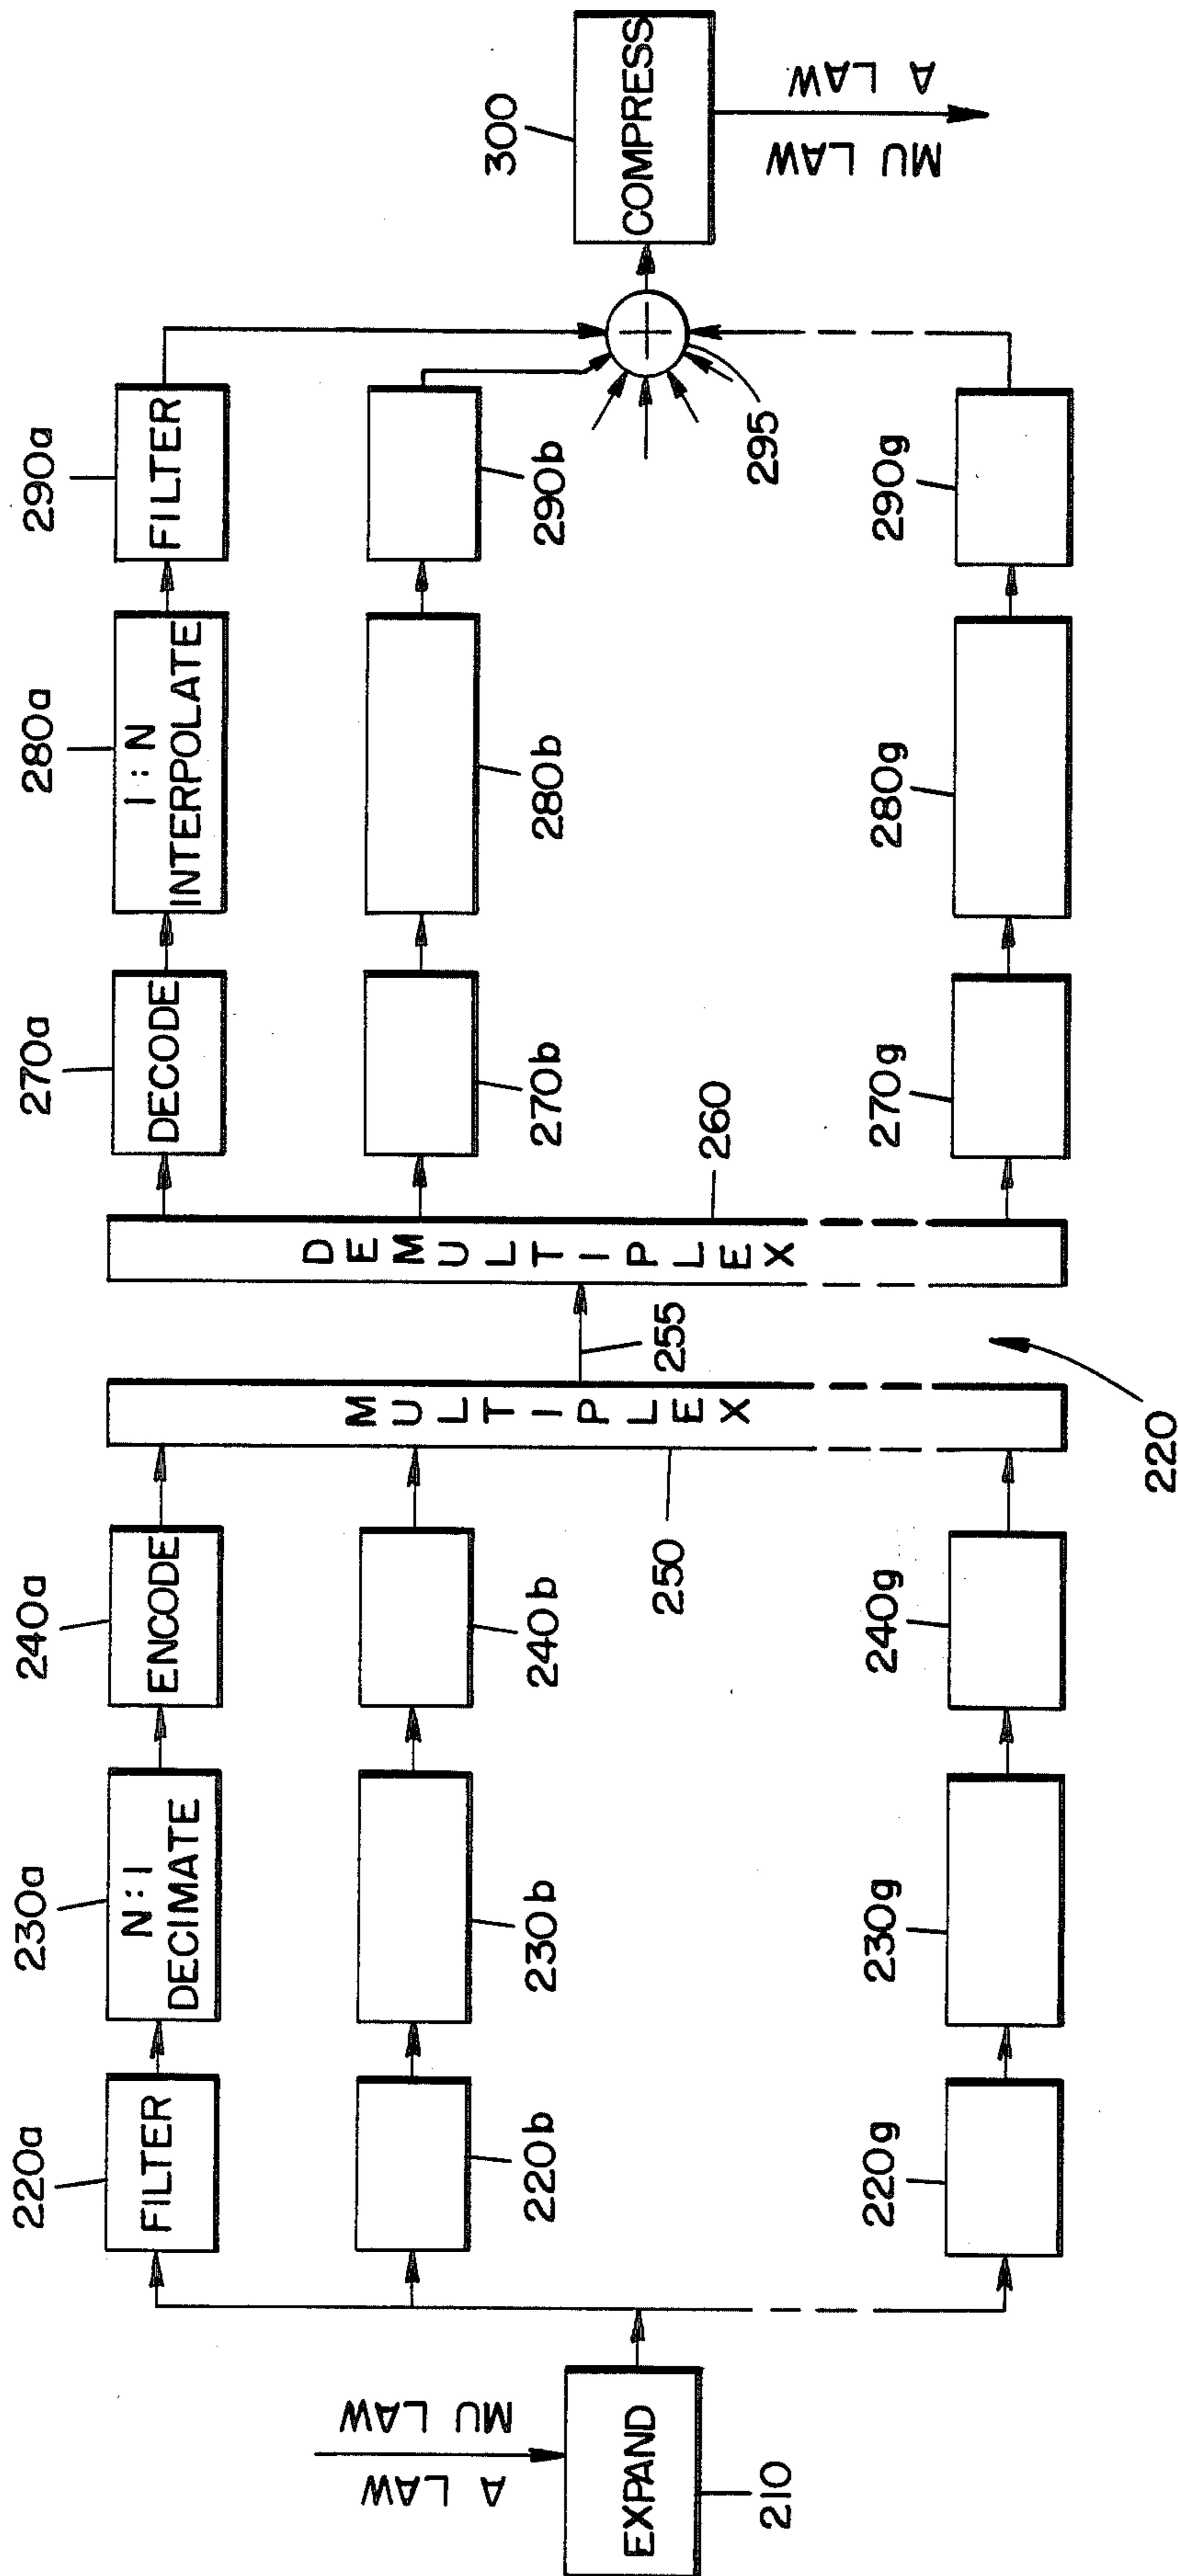 220a
230a
240a
270a
280a
290a
FILTER
N:1
DECIMATE
ENCODE
DECODE
1:N
INTERPOLATE
FILTER
220b
230b
240b
270b
280b
290b
MULTIPLEX
DEMULTIPLEX
255
A LAW
MU LAW
EXPAND
210
250
260
295
300
COMPRESS
MU LAW
A LAW
220g
230g
240g
270g
280g
290g
220